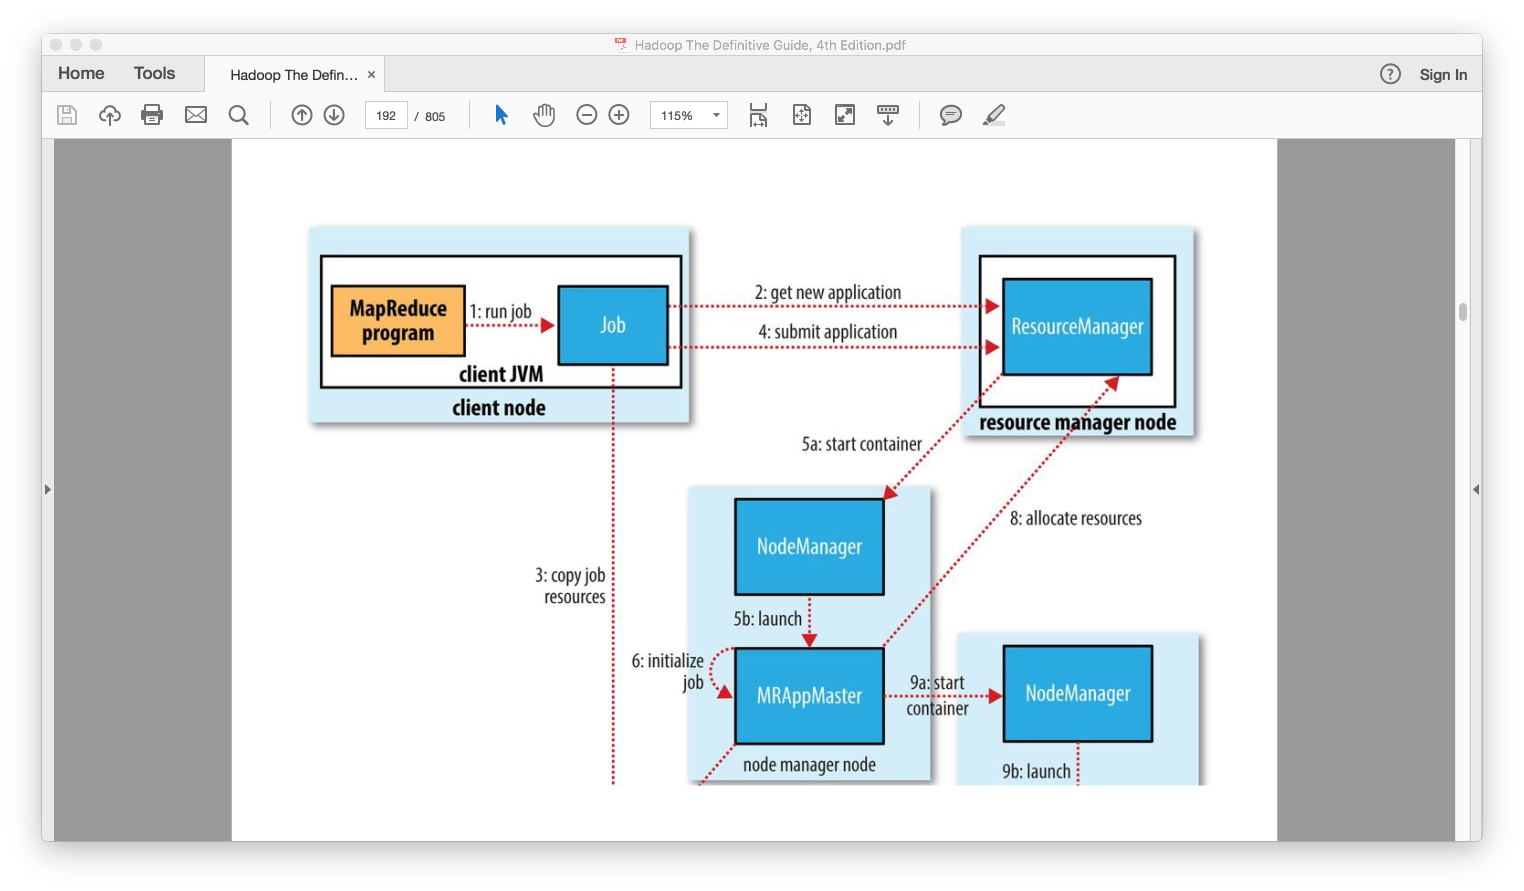 Hadoop The Definitive Guide, 4th Edition.pdf
Home
Tools
Hadoop The Defin... ×
?
Sign In
192 / 805
115%
MapReduce
program
1: run job
Job
client JVM
client node
2: get new application
4: submit application
ResourceManager
resource manager node
5a: start container
8: allocate resources
3: copy job
resources
NodeManager
5b: launch
6: initialize
job
MRAppMaster
node manager node
9a: start
container
NodeManager
9b: launch